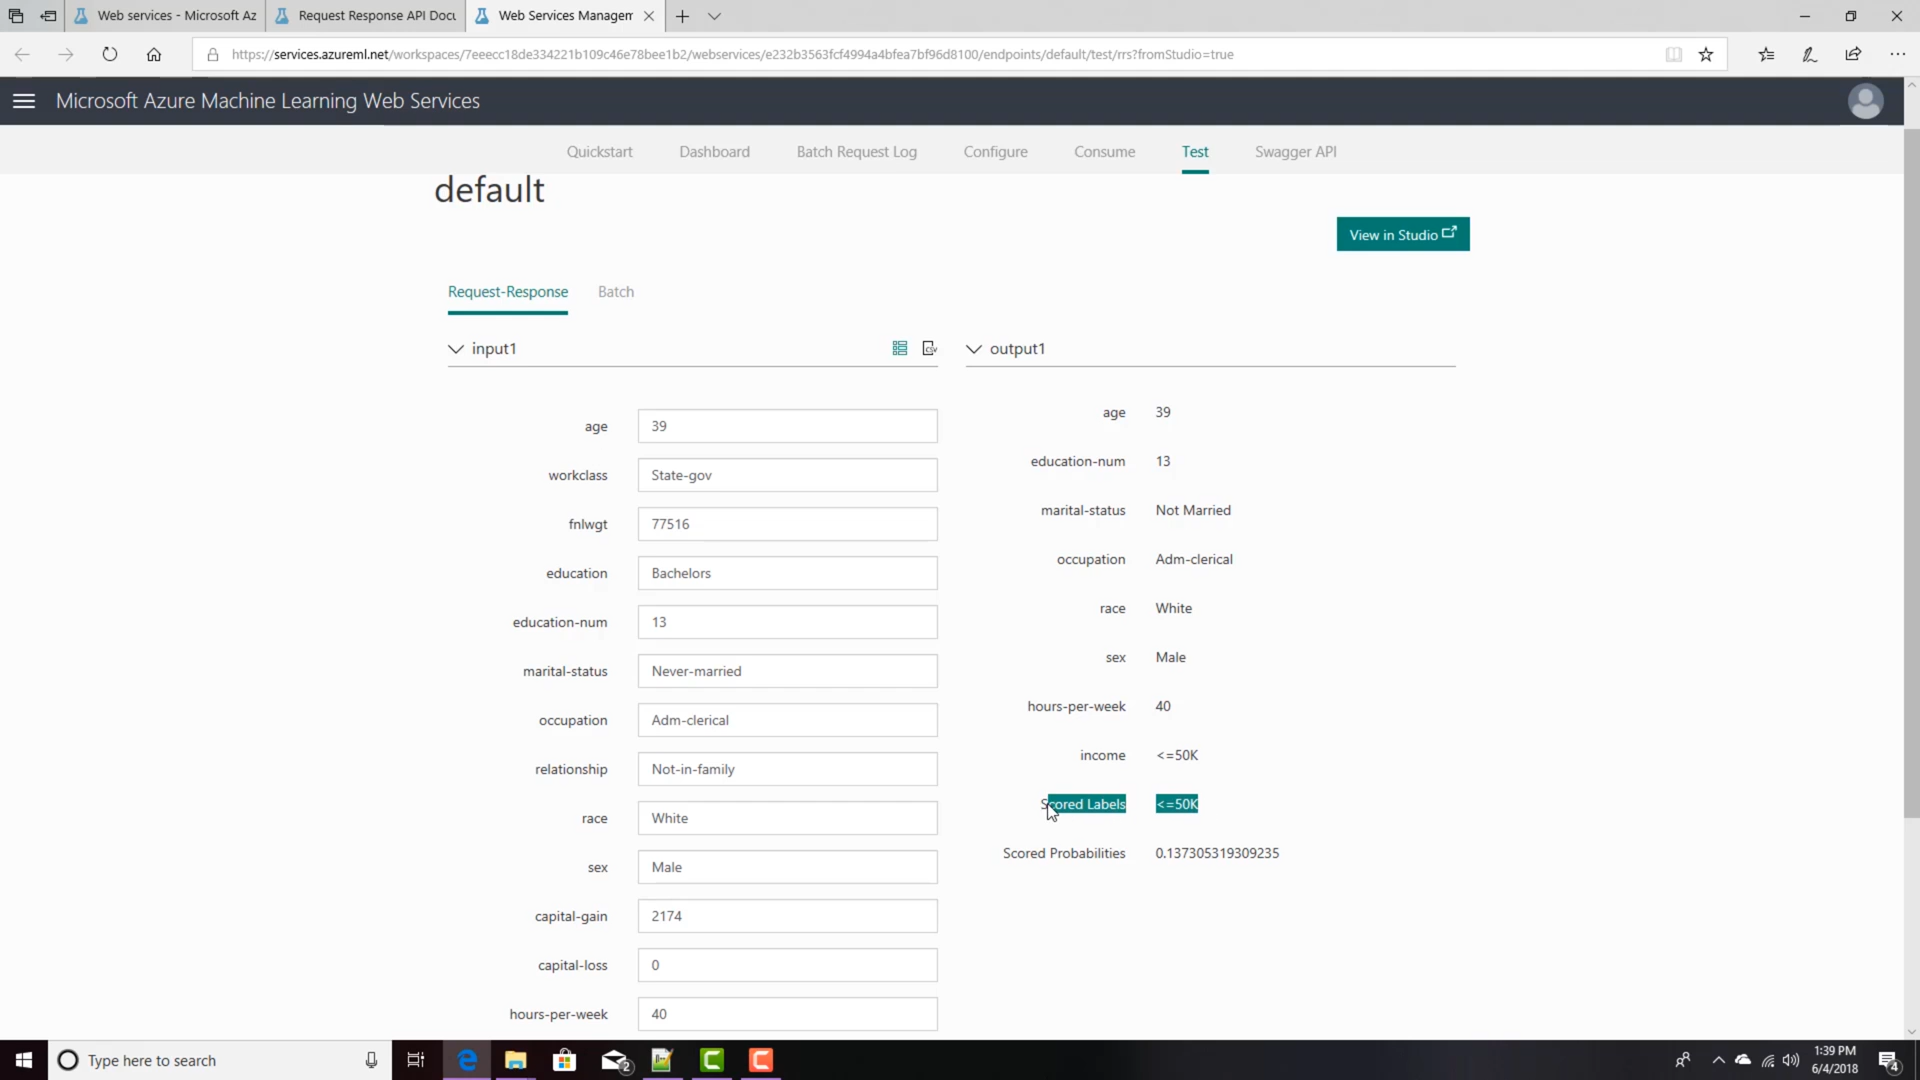 Web services - Microsoft Az
Request Response API Docu
Web Services Managem
https://services.azureml.net/workspaces/7eeecc18de334221b109c46e78bee1b2/webservices/e232b3563fcf4994a4bfea7bf96d8100/endpoints/default/test/rrs?fromStudio=true
Microsoft Azure Machine Learning Web Services
Quickstart Dashboard Batch Request Log Configure Consume Test Swagger API
default
View in Studio
Request-Response Batch
input1
CSV
output1
age 39
workclass State-gov
fnlwgt 77516
education Bachelors
education-num 13
marital-status Never-married
occupation Adm-clerical
relationship Not-in-family
race White
sex Male
capital-gain 2174
capital-loss 0
hours-per-week 40
age 39
education-num 13
marital-status Not Married
occupation Adm-clerical
race White
sex Male
hours-per-week 40
income <=50K
Scored Labels <=50K
Scored Probabilities 0.137305319309235
Type here to search
2
1:39 PM
6/4/2018
4